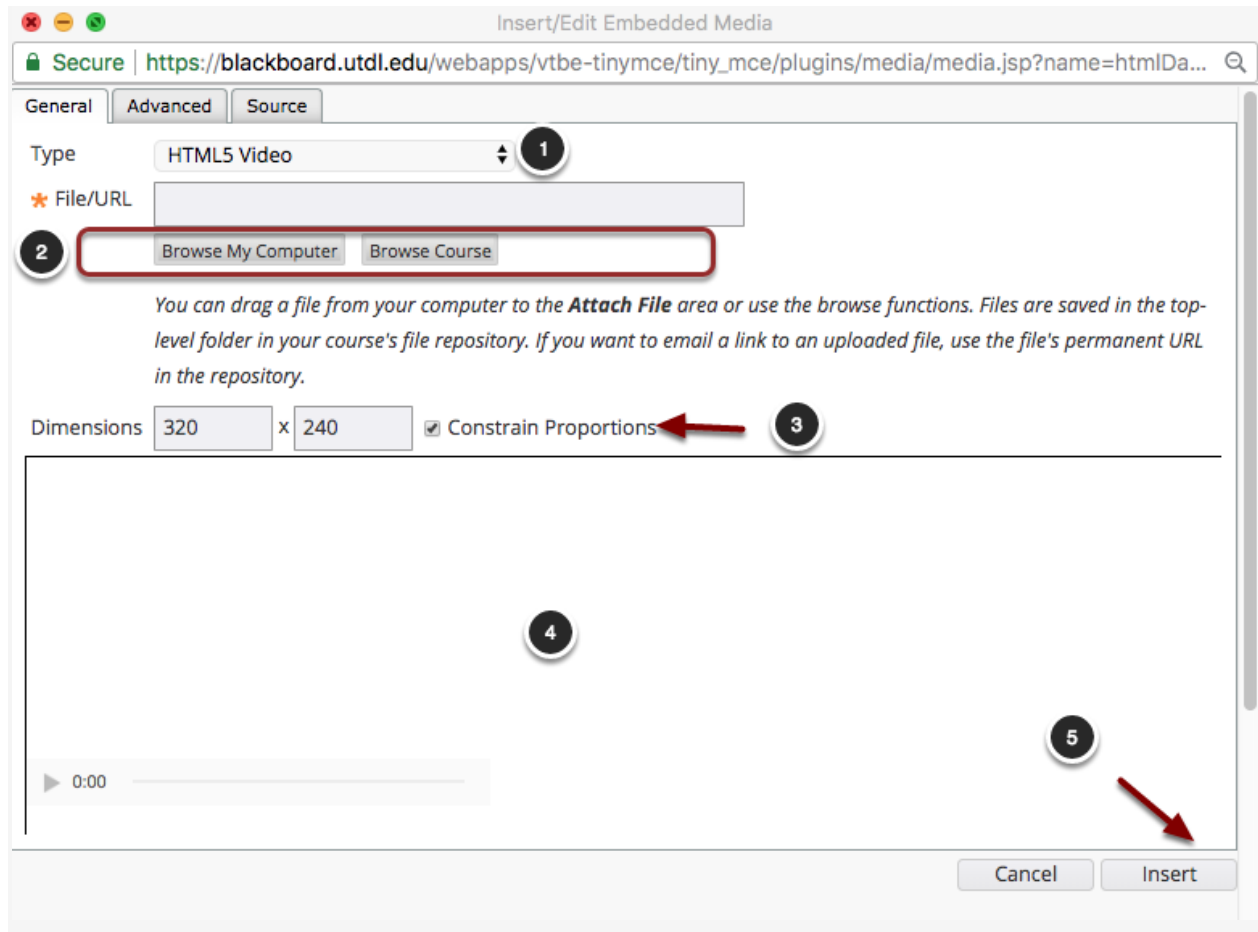 Insert/Edit Embedded Media
Secure | https://blackboard.utdl.edu/webapps/vtbe-tinymce/tiny_mce/plugins/media/media.jsp?name=htmlDa...
General Advanced Source
Type HTML5 Video 1
* File/URL
2 Browse My Computer Browse Course
You can drag a file from your computer to the Attach File area or use the browse functions. Files are saved in the top-
level folder in your course's file repository. If you want to email a link to an uploaded file, use the file's permanent URL
in the repository.
Dimensions 320 x 240 Constrain Proportions 3
4
5
0:00
Cancel Insert